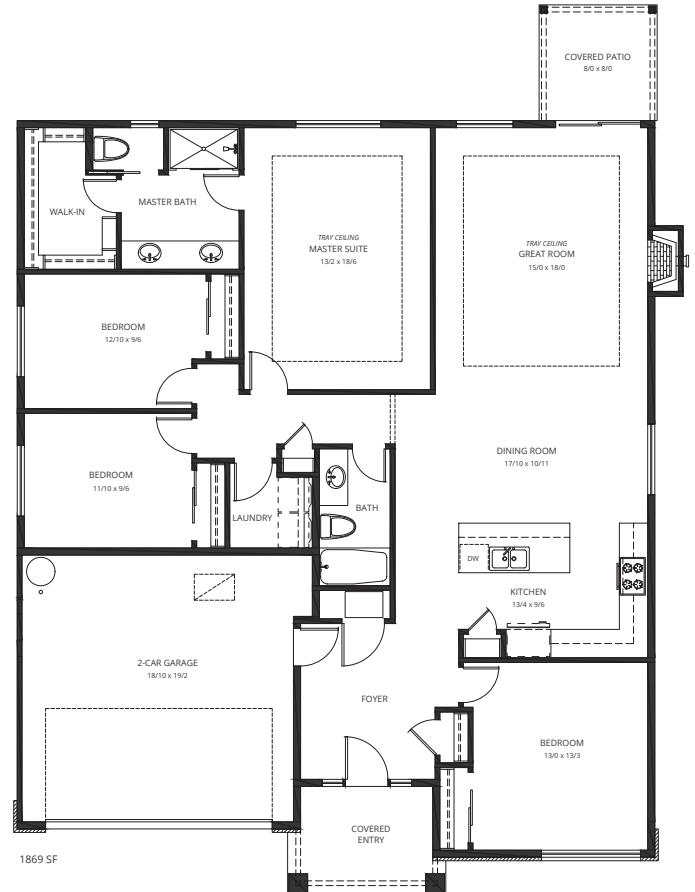 COVERED PATIO
8/0 x 8/0
WALK-IN
MASTER BATH
TRAY CEILING
MASTER SUITE
13/2 x 18/6
TRAY CEILING
GREAT ROOM
15/0 x 18/0
BEDROOM
12/10 x 9/6
BEDROOM
11/10 x 9/6
DINING ROOM
17/10 x 10/11
LAUNDRY
BATH
DW
KITCHEN
13/4 x 9/6
2-CAR GARAGE
18/10 x 19/2
FOYER
BEDROOM
13/0 x 13/3
COVERED
ENTRY
1869 SF